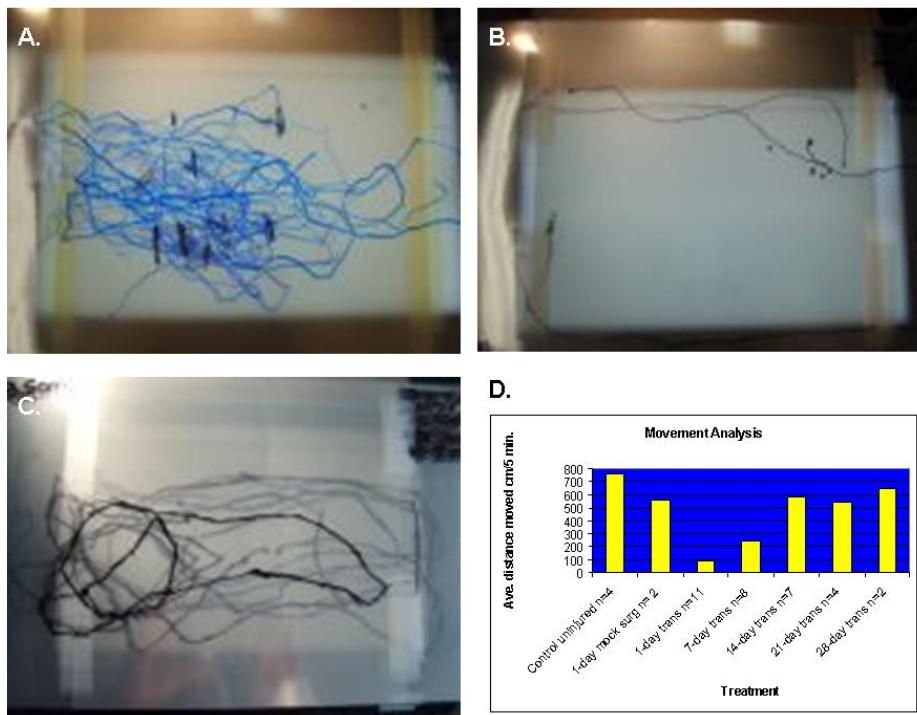 A.
B.
C.
D.
Movement Analysis
Ave. distance moved cm/5 min.
800
700
600
500
400
300
200
100
0
Control uninjured n=4
1-day mock surg n= 2
1-day trans n=11
7-day trans n=8
14-day trans n=7
21-day trans n=4
28-day trans n=2
Treatment